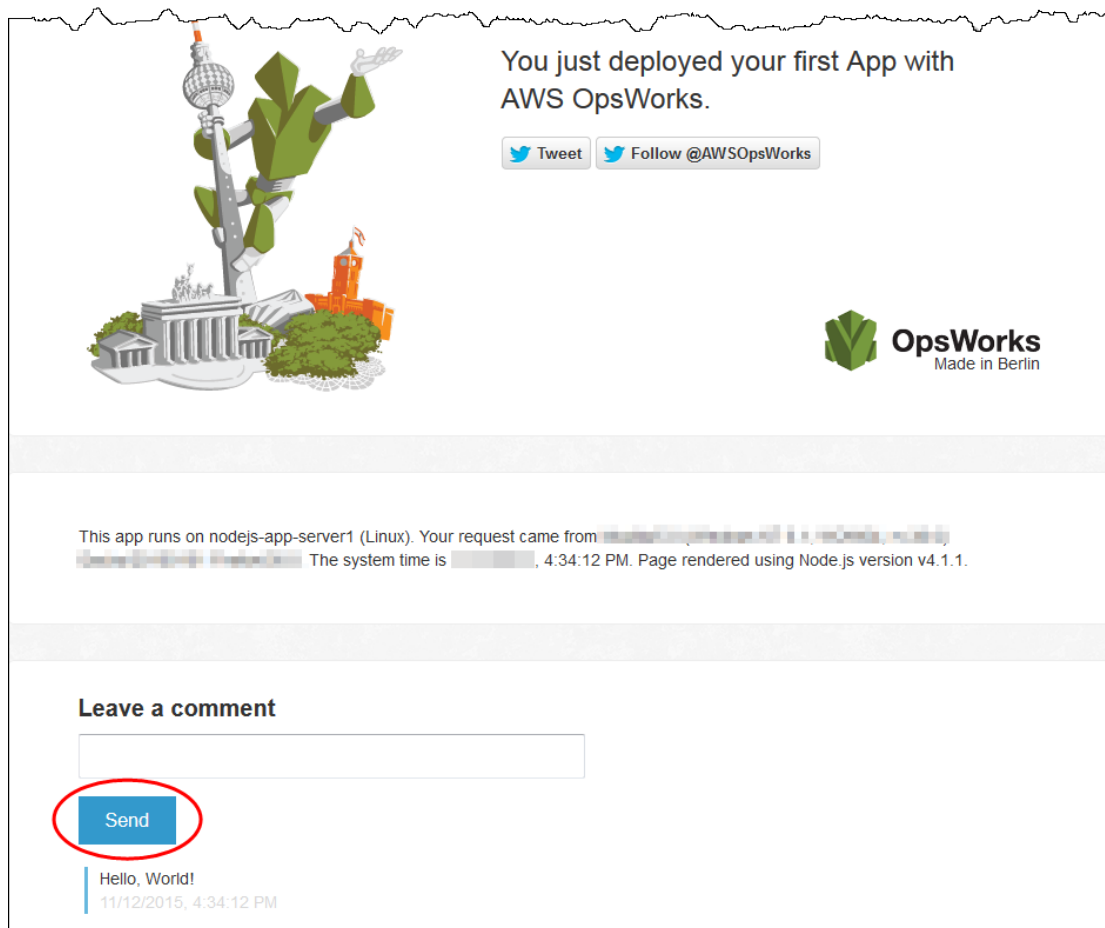 You just deployed your first App with
AWS OpsWorks.
Tweet
Follow @AWSOpsWorks
OpsWorks
Made in Berlin
This app runs on nodejs-app-server1 (Linux). Your request came from
The system time is , 4:34:12 PM. Page rendered using Node.js version v4.1.1.
Leave a comment
Send
Hello, World!
11/12/2015, 4:34:12 PM